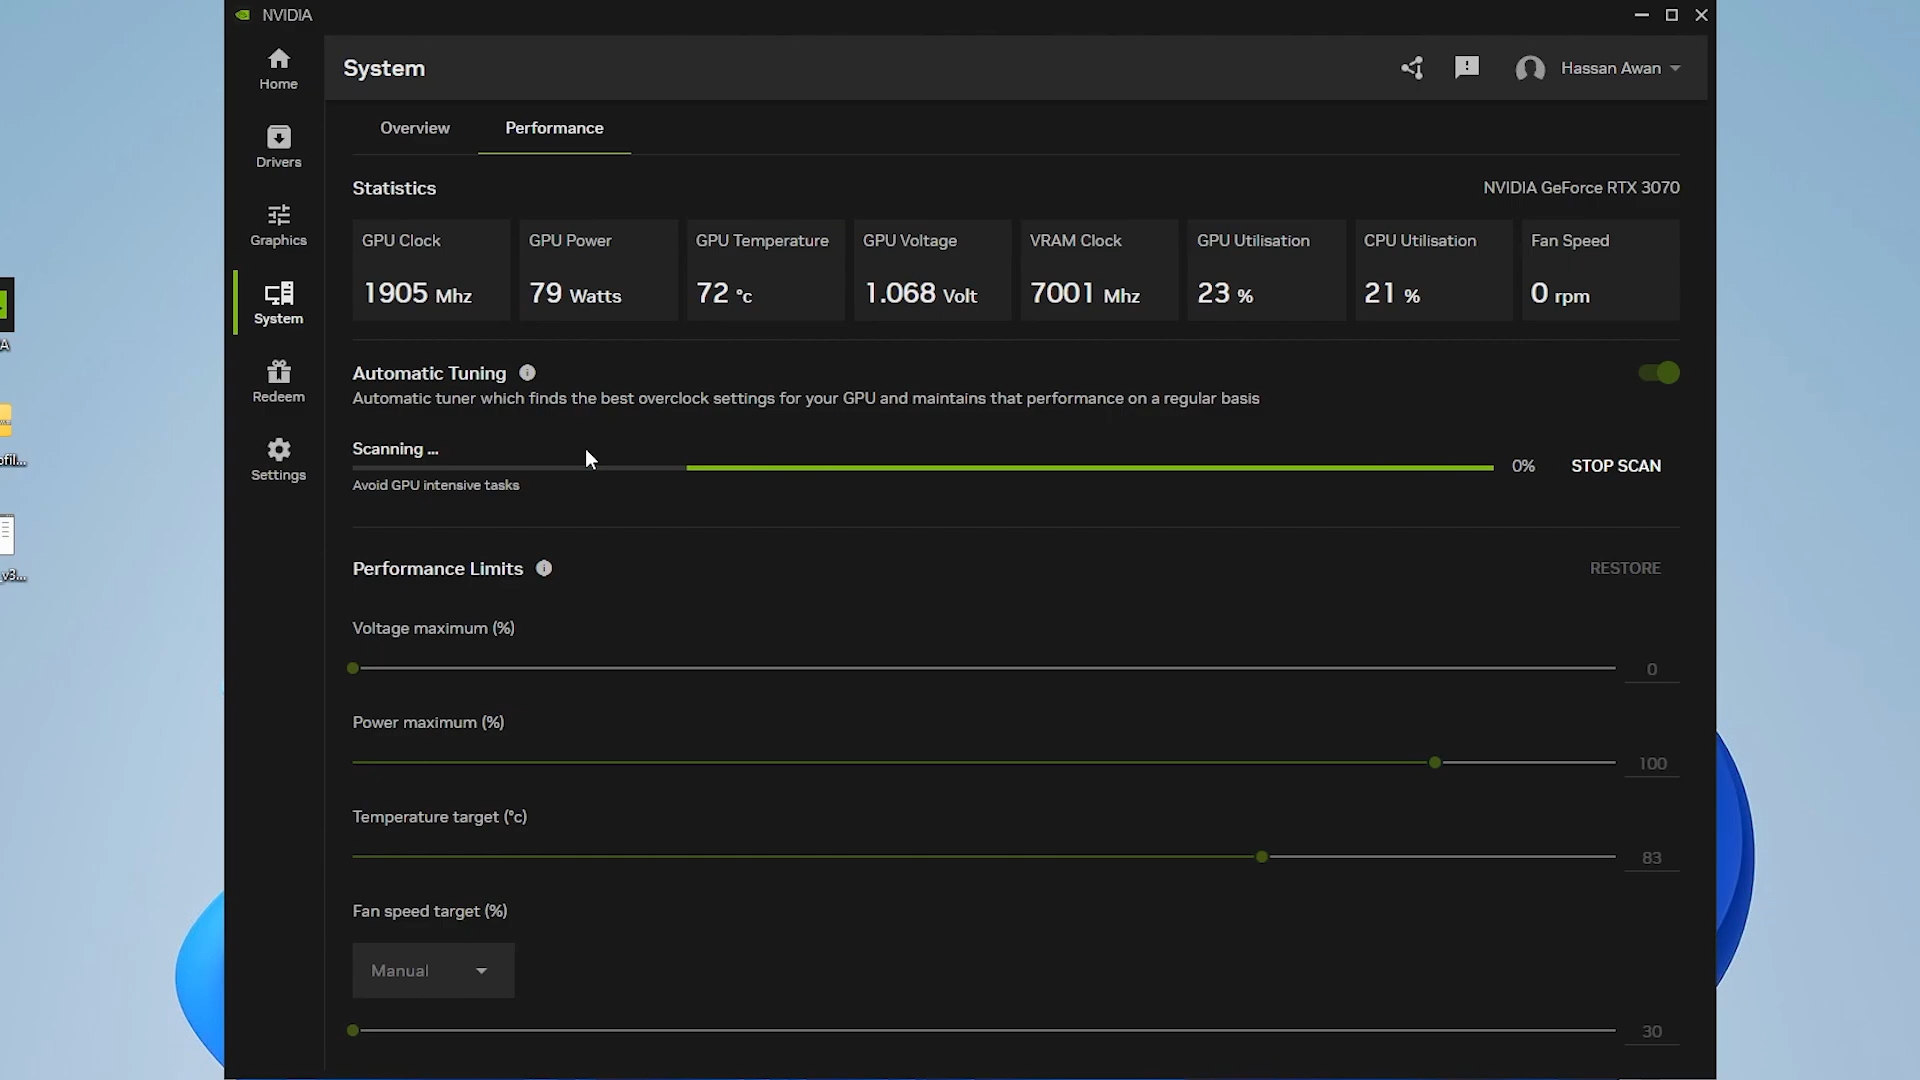 NVIDIA
Home
Drivers
Graphics
System
Redeem
Settings
System
Hassan Awan
Overview
Performance
Statistics
NVIDIA GeForce RTX 3070
GPU Clock
1905 Mhz
GPU Power
79 Watts
GPU Temperature
72 °c
GPU Voltage
1.068 Volt
VRAM Clock
7001 Mhz
GPU Utilisation
23 %
CPU Utilisation
21 %
Fan Speed
0 rpm
Automatic Tuning
Automatic tuner which finds the best overclock settings for your GPU and maintains that performance on a regular basis
Scanning ...
0%
STOP SCAN
Avoid GPU intensive tasks
Performance Limits
RESTORE
Voltage maximum (%)
0
Power maximum (%)
100
Temperature target (°c)
83
Fan speed target (%)
Manual
30
A
ofil...
_v3...